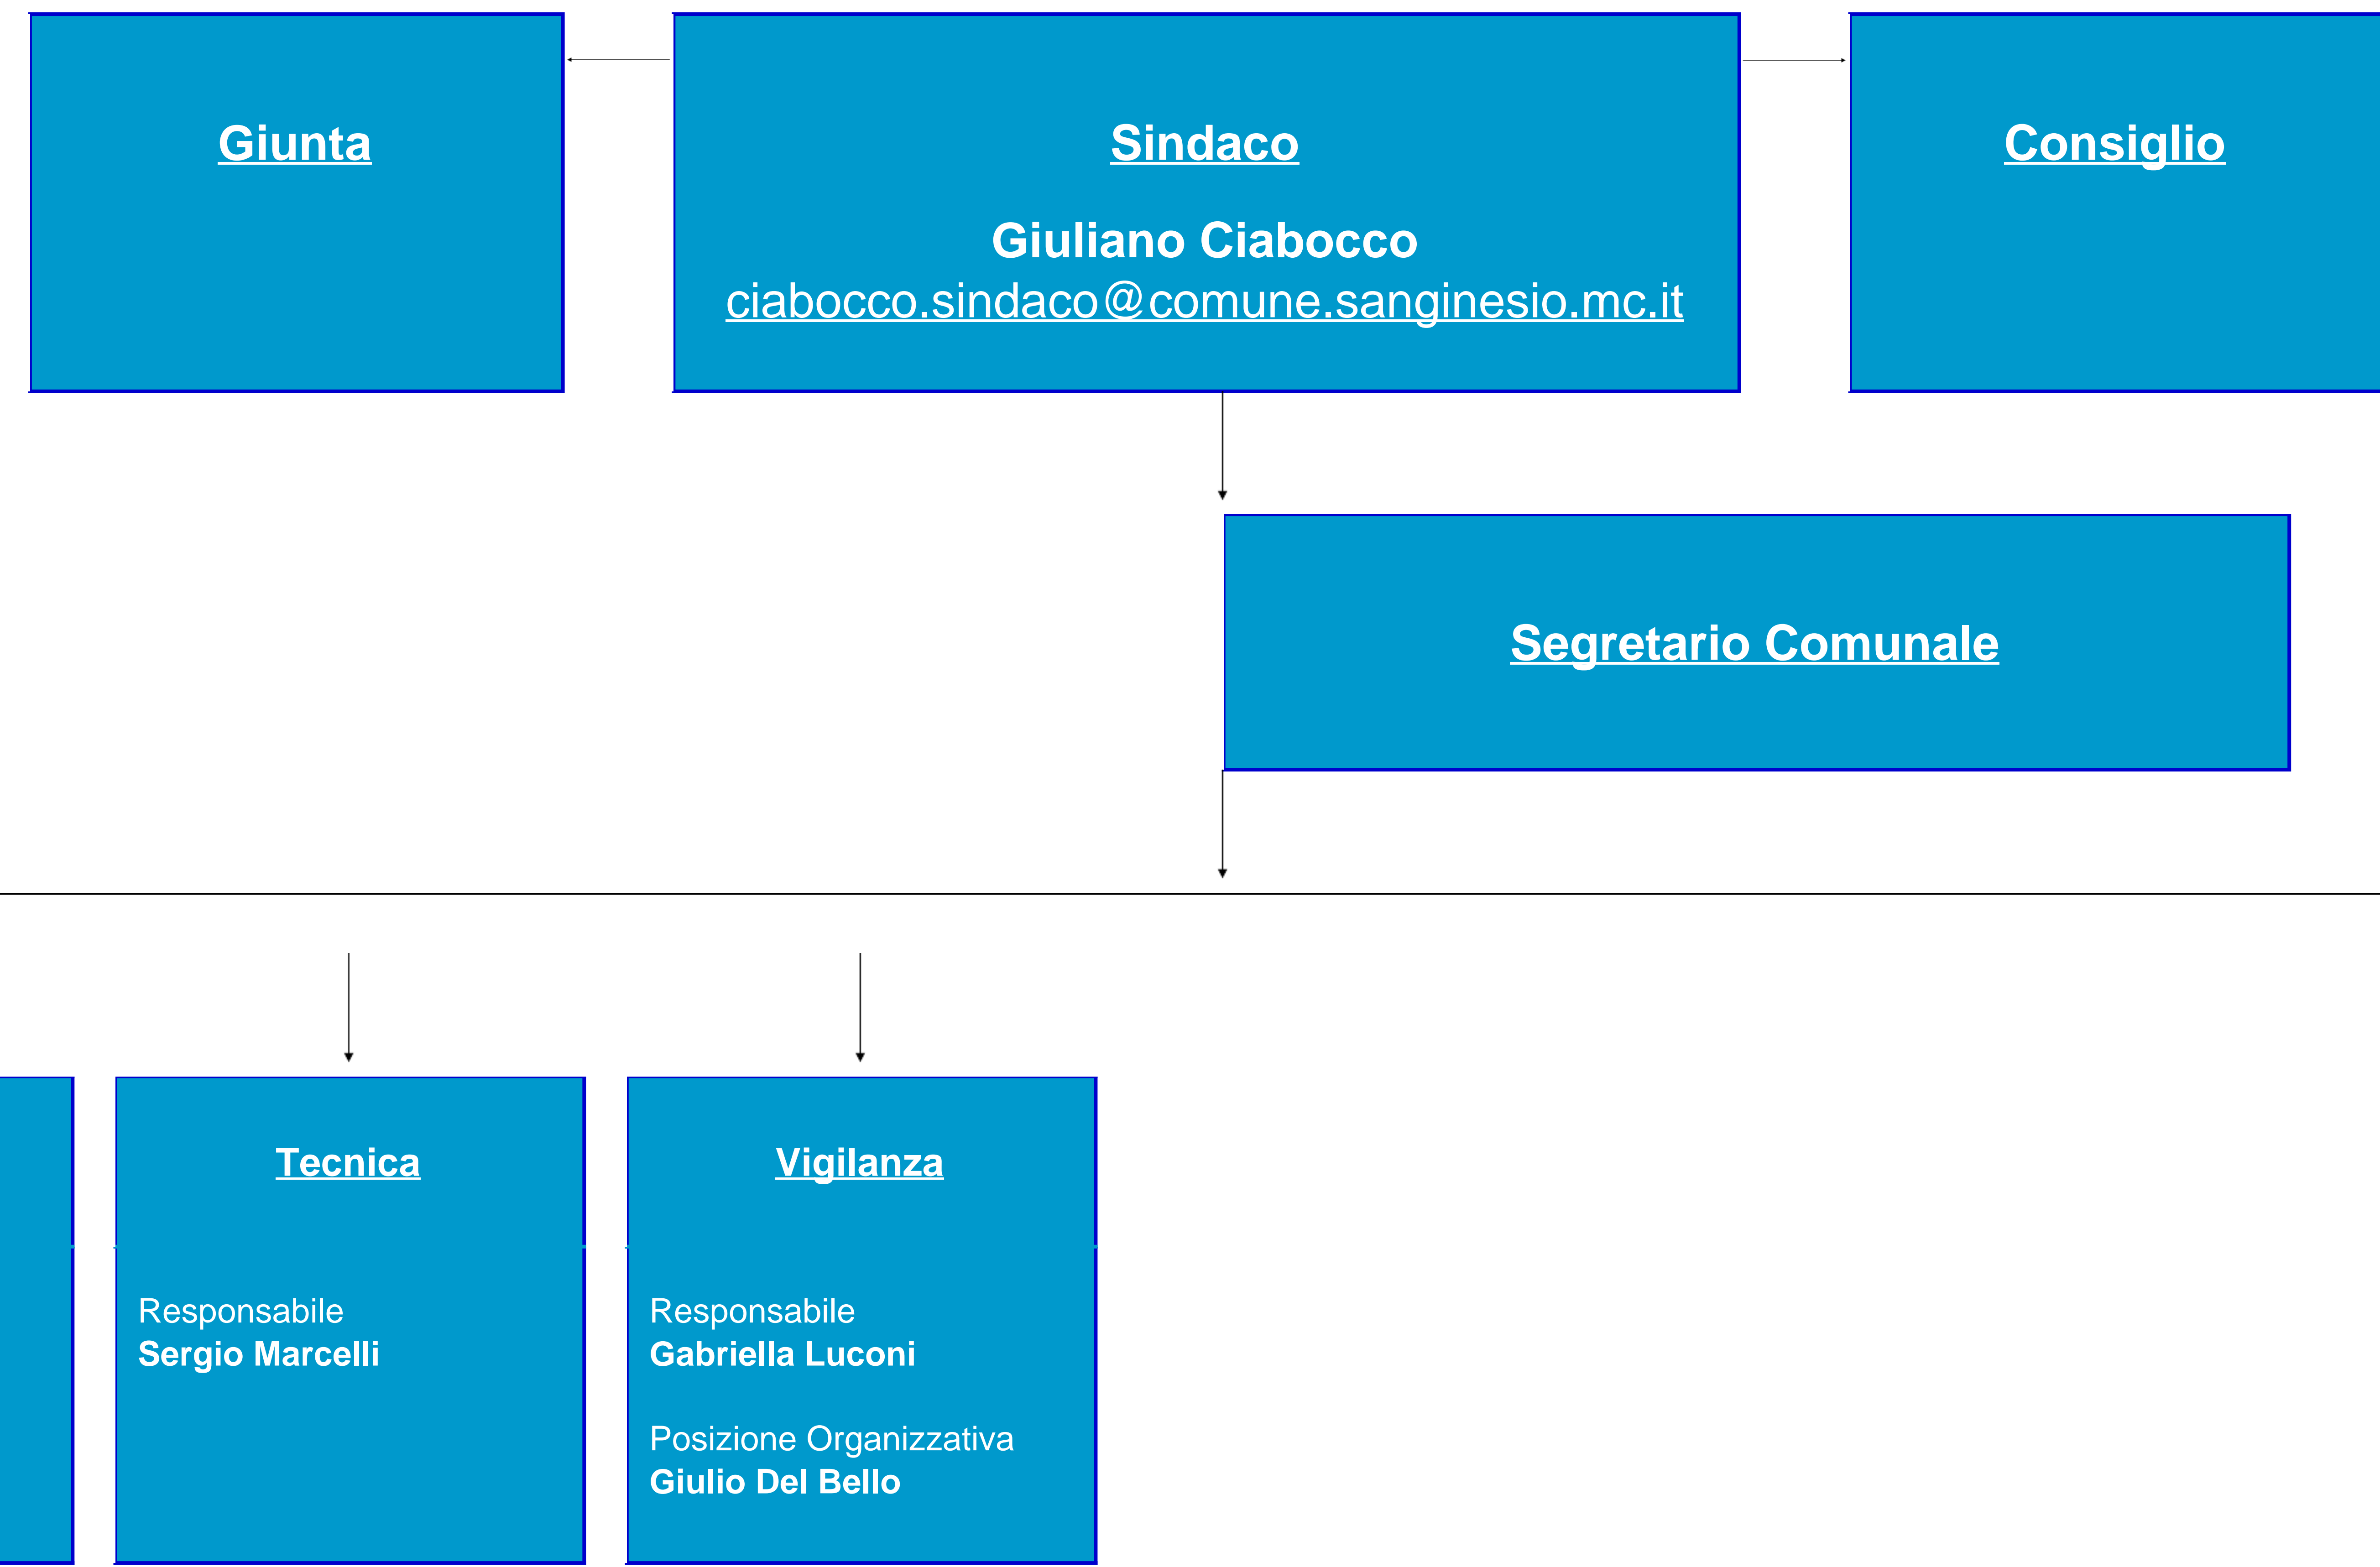 Giunta
Sindaco
Giuliano Ciabocco
ciabocco.sindaco@comune.sanginesio.mc.it
Consiglio
Segretario Comunale
Tecnica
Responsabile
Sergio Marcelli
Vigilanza
Responsabile
Gabriella Luconi
Posizione Organizzativa
Giulio Del Bello